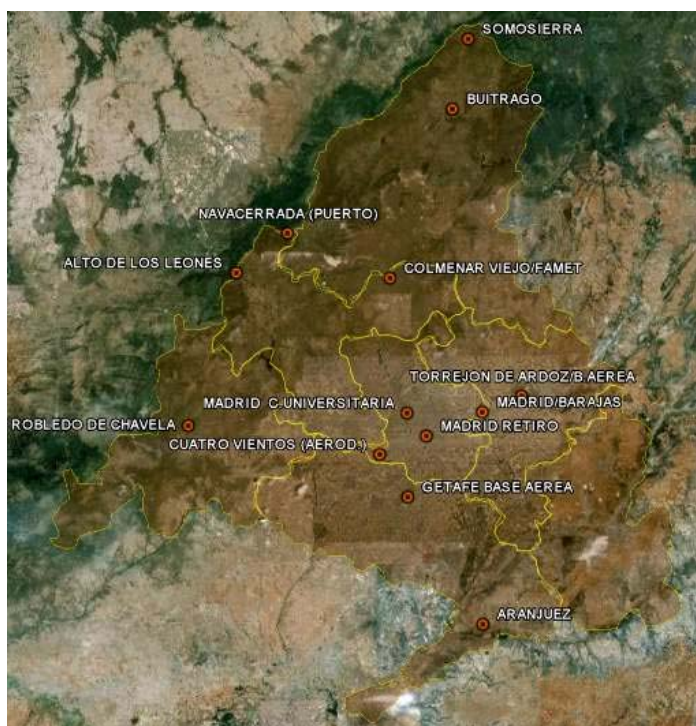 SOMOSIERRA
BUITRAGO
NAVACERRADA (PUERTO)
ALTO DE LOS LEONES
COLMENAR VIEJO/FAMET
TORREJON DE ARDOZ/B.AEREA
MADRID C.UNIVERSITARIA
MADRID/BARAJAS
ROBLEDO DE CHAVELA
MADRID RETIRO
CUATRO VIENTOS (AEROD.)
GETAFE BASE AEREA
ARANJUEZ